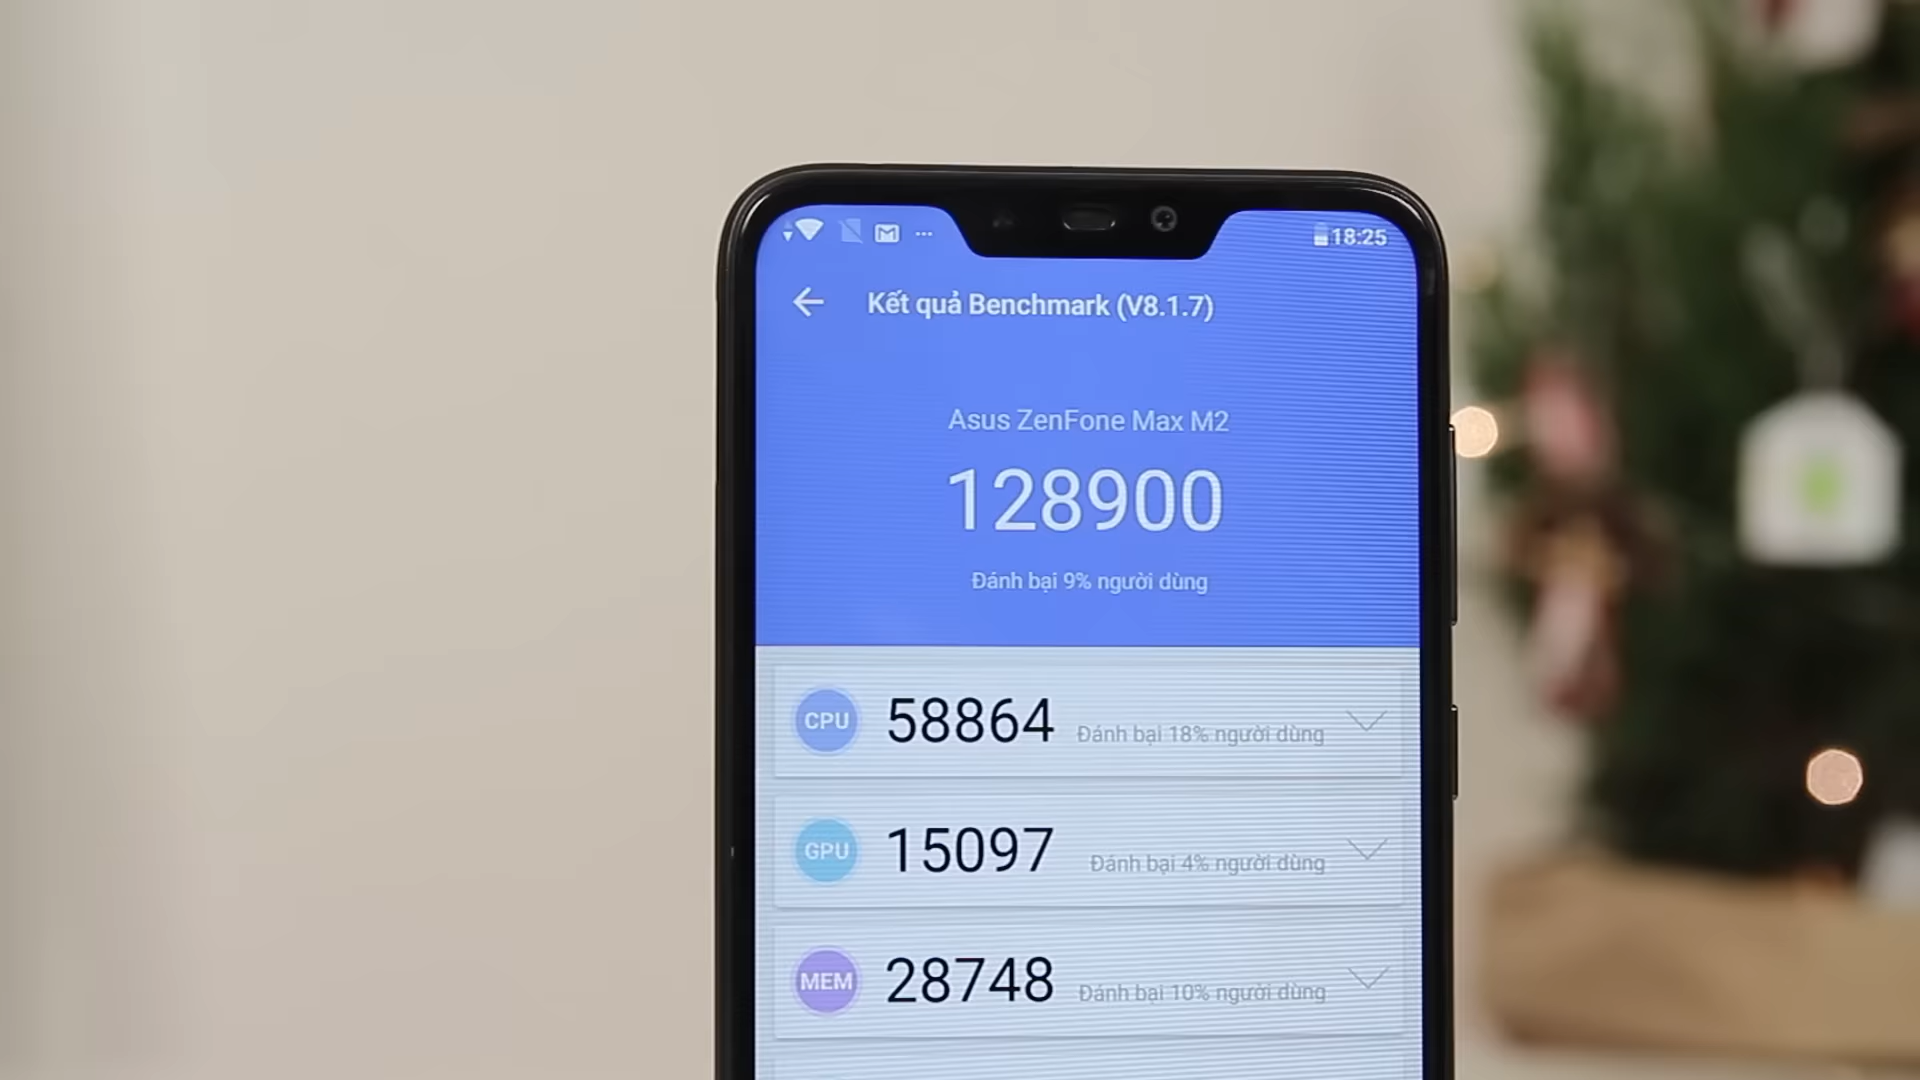 18:25
Kết quả Benchmark (V8.1.7)
Asus ZenFone Max M2
128900
Đánh bại 9% người dùng
CPU 58864 Đánh bại 18% người dùng
GPU 15097 Đánh bại 4% người dùng
MEM 28748 Đánh bại 10% người dùng